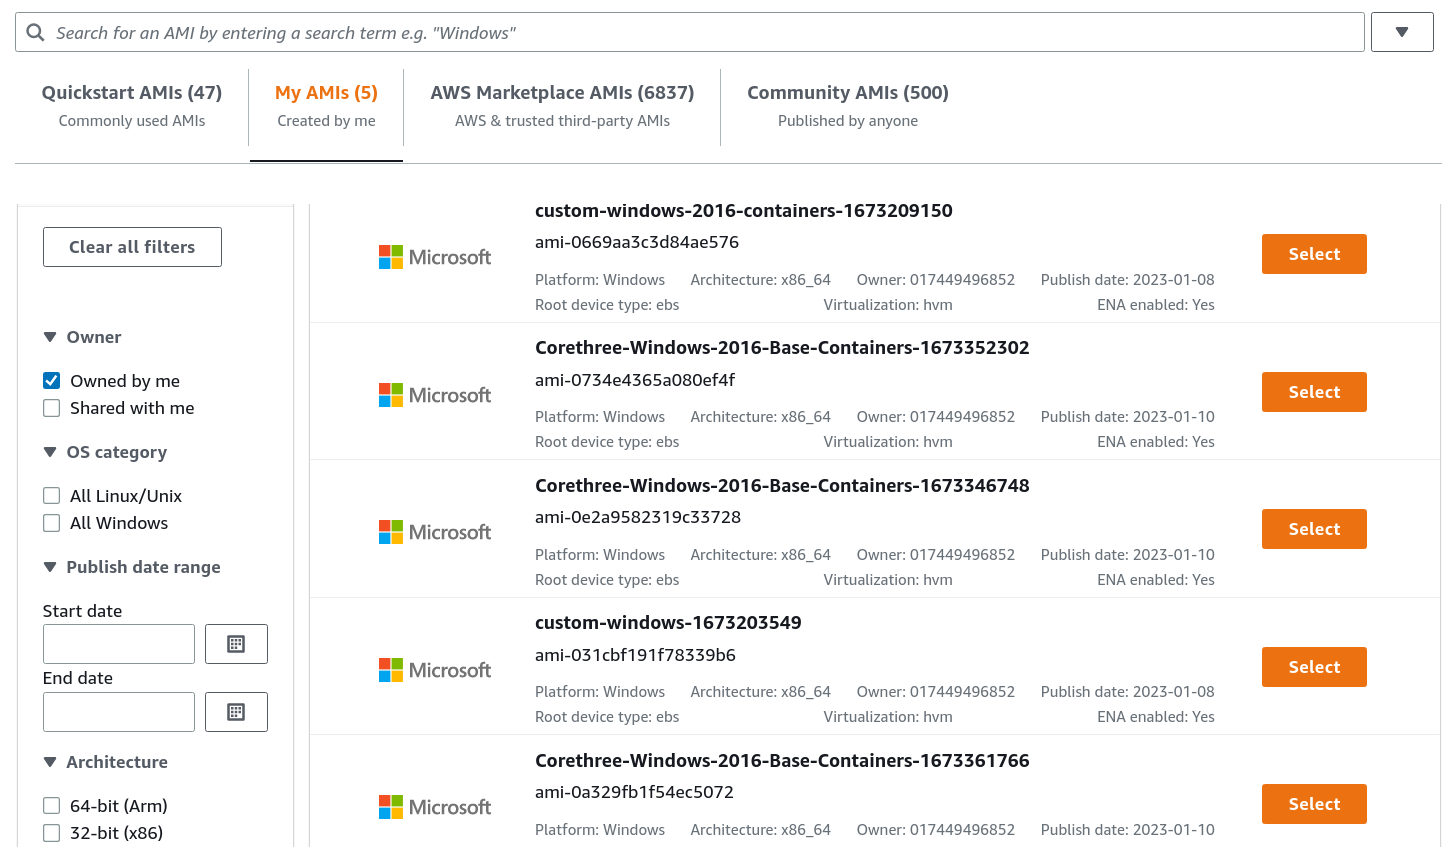 Search for an AMI by entering a search term e.g. "Windows"
Quickstart AMIs (47)
Commonly used AMIs
My AMIs (5)
Created by me
AWS Marketplace AMIs (6837)
AWS & trusted third-party AMIs
Community AMIs (500)
Published by anyone
Clear all filters
Owner
Owned by me
Shared with me
OS category
All Linux/Unix
All Windows
Publish date range
Start date
End date
Architecture
64-bit (Arm)
32-bit (x86)
custom-windows-2016-containers-1673209150
Microsoft
ami-0669aa3c3d84ae576
Select
Platform: Windows Architecture: x86_64 Owner: 017449496852 Publish date: 2023-01-08
Root device type: ebs Virtualization: hvm ENA enabled: Yes
Corethree-Windows-2016-Base-Containers-1673352302
Microsoft
ami-0734e4365a080ef4f
Select
Platform: Windows Architecture: x86_64 Owner: 017449496852 Publish date: 2023-01-10
Root device type: ebs Virtualization: hvm ENA enabled: Yes
Corethree-Windows-2016-Base-Containers-1673346748
Microsoft
ami-0e2a9582319c33728
Select
Platform: Windows Architecture: x86_64 Owner: 017449496852 Publish date: 2023-01-10
Root device type: ebs Virtualization: hvm ENA enabled: Yes
custom-windows-1673203549
Microsoft
ami-031cbf191f78339b6
Select
Platform: Windows Architecture: x86_64 Owner: 017449496852 Publish date: 2023-01-08
Root device type: ebs Virtualization: hvm ENA enabled: Yes
Corethree-Windows-2016-Base-Containers-1673361766
Microsoft
ami-0a329fb1f54ec5072
Select
Platform: Windows Architecture: x86_64 Owner: 017449496852 Publish date: 2023-01-10